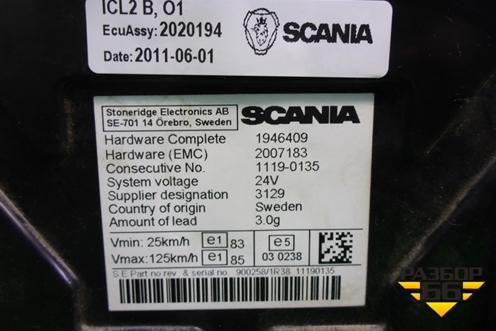 ICL2 B, O1
EcuAssy: 2020194
Date: 2011-06-01
SCANIA
Stoneridge Electronics AB
SE-701 14 Örebro, Sweden
SCANIA
Hardware Complete 1946409
Hardware (EMC) 2007183
Consecutive No. 1119-0135
System voltage 24V
Supplier designation 3129
Country of origin Sweden
Amount of lead 3.0g
Vmin: 25km/h e1 83 e5
Vmax: 125km/h e1 85 03 0238
S.E Part no rev. & serial no. 900258/1R38 11190135
РАЗБОР
66